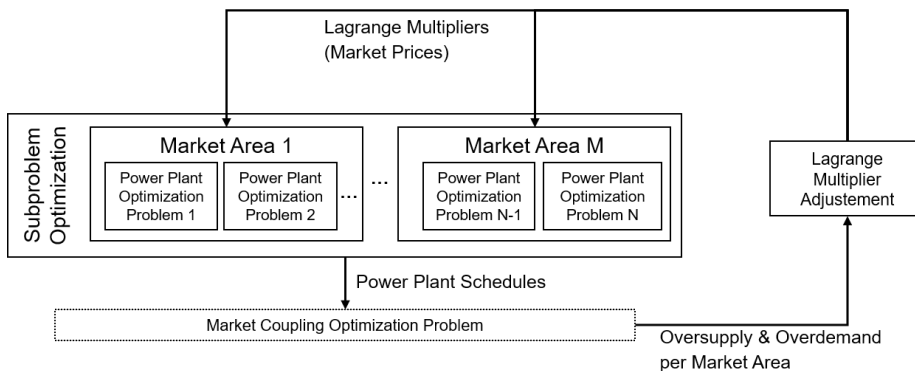 Lagrange Multipliers
(Market Prices)
Subproblem
Optimization
Market Area 1
Power Plant
Optimization
Problem 1
Power Plant
Optimization
Problem 2
...
...
Market Area M
Power Plant
Optimization
Problem N-1
Power Plant
Optimization
Problem N
Lagrange
Multiplier
Adjustement
Power Plant Schedules
Market Coupling Optimization Problem
Oversupply & Overdemand
per Market Area